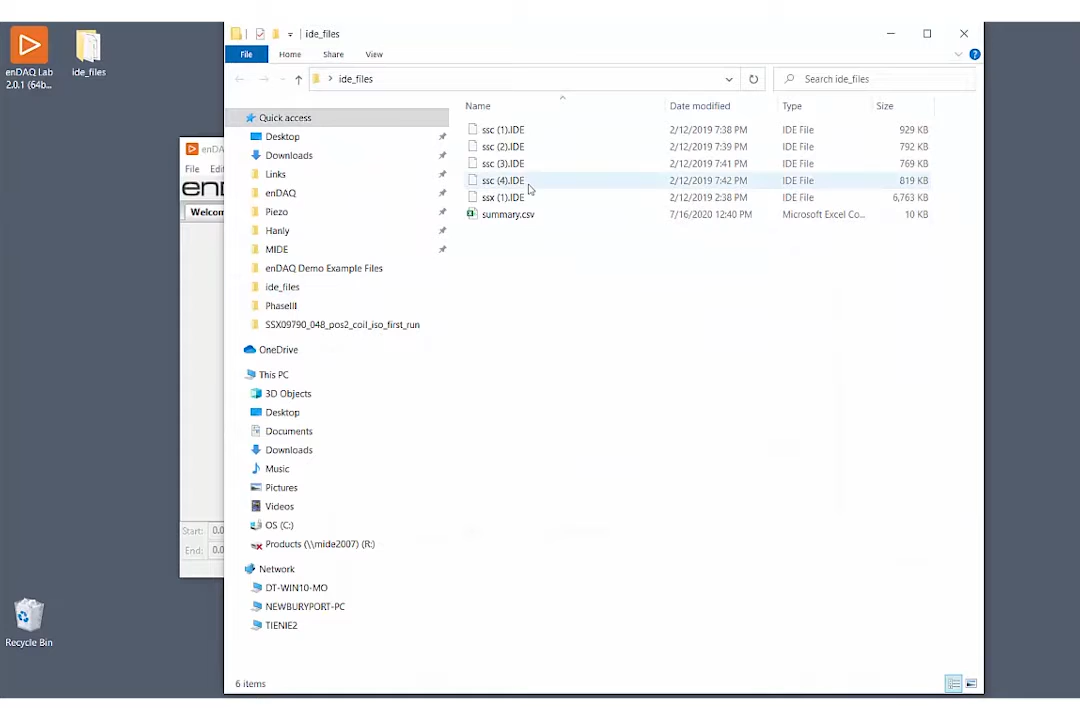 enDAQ Lab
2.0.1 (64b...
ide_files
Recycle Bin
enDA
File Edit
en
Welcom
Start: 0.0
End: 0.0
ide_files
File Home Share View
ide_files
Search ide_files
Quick access
Desktop
Downloads
Links
enDAQ
Piezo
Hanly
MIDE
enDAQ Demo Example Files
ide_files
PhaseIII
SSX09790_048_pos2_coil_iso_first_run
OneDrive
This PC
3D Objects
Desktop
Documents
Downloads
Music
Pictures
Videos
OS (C:)
Products (\\mide2007) (R:)
Network
DT-WIN10-MO
NEWBURYPORT-PC
TIENIE2
Name Date modified Type Size
ssc (1).IDE 2/12/2019 7:38 PM IDE File 929 KB
ssc (2).IDE 2/12/2019 7:39 PM IDE File 792 KB
ssc (3).IDE 2/12/2019 7:41 PM IDE File 769 KB
ssc (4).IDE 2/12/2019 7:42 PM IDE File 819 KB
ssx (1).IDE 2/12/2019 2:38 PM IDE File 6,763 KB
summary.csv 7/16/2020 12:40 PM Microsoft Excel Co... 10 KB
6 items